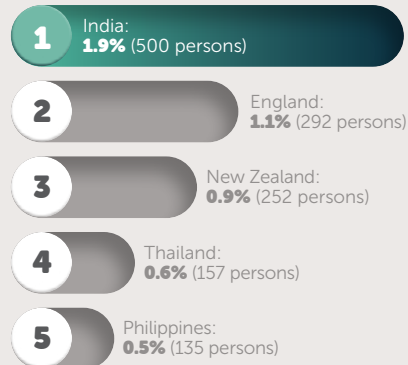 1
India:
1.9% (500 persons)
2
England:
1.1% (292 persons)
3
New Zealand:
0.9% (252 persons)
4
Thailand:
0.6% (157 persons)
5
Philippines:
0.5% (135 persons)